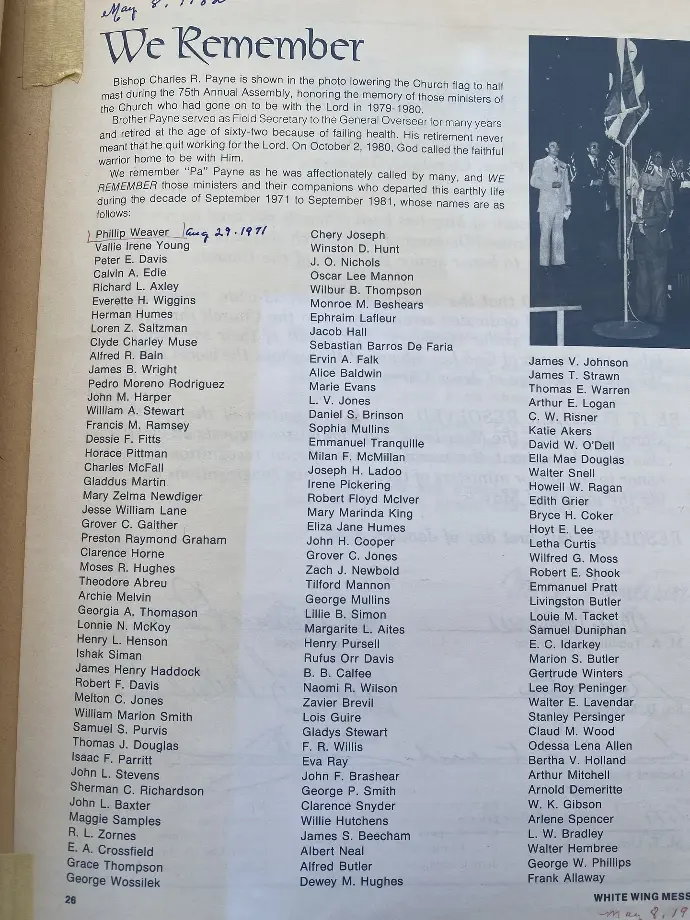 May 8, 1982
We Remember
Bishop Charles R. Payne is shown in the photo lowering the Church flag to half
mast during the 75th Annual Assembly, honoring the memory of those ministers of
the Church who had gone on to be with the Lord in 1979-1980.
Brother Payne served as Field Secretary to the General Overseer for many years
and retired at the age of sixty-two because of failing health. His retirement never
meant that he quit working for the Lord. On October 2, 1980, God called the faithful
warrior home to be with Him.
We remember "Pa" Payne as he was affectionately called by many, and WE
REMEMBER those ministers and their companions who departed this earthly life
during the decade of September 1971 to September 1981, whose names are as
follows:
Phillip Weaver Aug 29, 1971
Vallie Irene Young
Peter E. Davis
Calvin A. Edie
Richard L. Axley
Everette H. Wiggins
Herman Humes
Loren Z. Saltzman
Clyde Charley Muse
Alfred R. Bain
James B. Wright
Pedro Moreno Rodriguez
John M. Harper
William A. Stewart
Francis M. Ramsey
Dessie F. Fitts
Horace Pittman
Charles McFall
Gladdus Martin
Mary Zelma Newdiger
Jesse William Lane
Grover C. Gaither
Preston Raymond Graham
Clarence Horne
Moses R. Hughes
Theodore Abreu
Archie Melvin
Georgia A. Thomason
Lonnie N. McKoy
Henry L. Henson
Ishak Siman
James Henry Haddock
Robert F. Davis
Melton C. Jones
William Marion Smith
Samuel S. Purvis
Thomas J. Douglas
Isaac F. Parritt
John L. Stevens
Sherman C. Richardson
John L. Baxter
Maggie Samples
R. L. Zornes
E. A. Crossfield
Grace Thompson
George Wossilek
Chery Joseph
Winston D. Hunt
J. O. Nichols
Oscar Lee Mannon
Wilbur B. Thompson
Monroe M. Beshears
Ephraim Lafleur
Jacob Hall
Sebastian Barros De Faria
Ervin A. Falk
Alice Baldwin
Marie Evans
L. V. Jones
Daniel S. Brinson
Sophia Mullins
Emmanuel Tranquille
Milan F. McMillan
Joseph H. Ladoo
Irene Pickering
Robert Floyd McIver
Mary Marinda King
Eliza Jane Humes
John H. Cooper
Grover C. Jones
Zach J. Newbold
Tilford Mannon
George Mullins
Lillie B. Simon
Margarite L. Aites
Henry Pursell
Rufus Orr Davis
B. B. Calfee
Naomi R. Wilson
Zavier Brevil
Lois Guire
Gladys Stewart
F. R. Willis
Eva Ray
John F. Brashear
George P. Smith
Clarence Snyder
Willie Hutchens
James S. Beecham
Albert Neal
Alfred Butler
Dewey M. Hughes
James V. Johnson
James T. Strawn
Thomas E. Warren
Arthur E. Logan
C. W. Risner
Katie Akers
David W. O'Dell
Ella Mae Douglas
Walter Snell
Howell W. Ragan
Edith Grier
Bryce H. Coker
Hoyt E. Lee
Letha Curtis
Wilfred G. Moss
Robert E. Shook
Emmanuel Pratt
Livingston Butler
Louie M. Tacket
Samuel Duniphan
E. C. Idarkey
Marion S. Butler
Gertrude Winters
Lee Roy Peninger
Walter E. Lavendar
Stanley Persinger
Claud M. Wood
Odessa Lena Allen
Bertha V. Holland
Arthur Mitchell
Arnold Demeritte
W. K. Gibson
Arlene Spencer
L. W. Bradley
Walter Hembree
George W. Phillips
Frank Allaway
26
WHITE WING MESS
May 8, 19